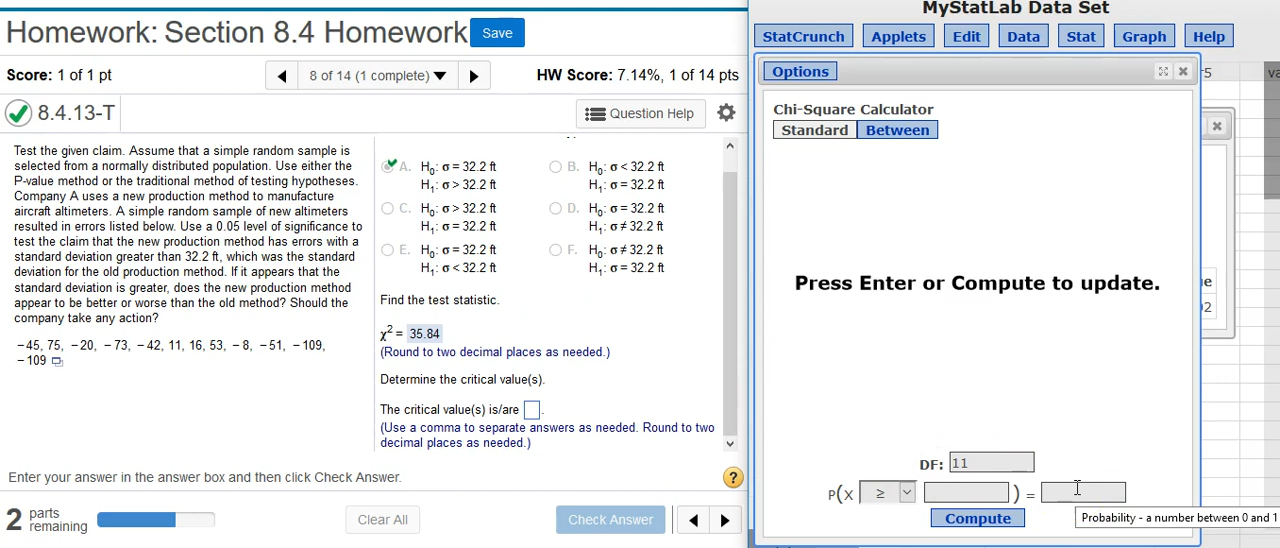 Homework: Section 8.4 Homework
Save
Score: 1 of 1 pt
8 of 14 (1 complete)
HW Score: 7.14%, 1 of 14 pts
8.4.13-T
Question Help
Test the given claim. Assume that a simple random sample is
selected from a normally distributed population. Use either the
P-value method or the traditional method of testing hypotheses.
Company A uses a new production method to manufacture
aircraft altimeters. A simple random sample of new altimeters
resulted in errors listed below. Use a 0.05 level of significance to
test the claim that the new production method has errors with a
standard deviation greater than 32.2 ft, which was the standard
deviation for the old production method. If it appears that the
standard deviation is greater, does the new production method
appear to be better or worse than the old method? Should the
company take any action?
− 45, 75, − 20, − 73, − 42, 11, 16, 53, − 8, − 51, − 109,
− 109
A. H0: σ = 32.2 ft
H1: σ > 32.2 ft
B. H0: σ < 32.2 ft
H1: σ = 32.2 ft
C. H0: σ > 32.2 ft
H1: σ = 32.2 ft
D. H0: σ = 32.2 ft
H1: σ ≠ 32.2 ft
E. H0: σ = 32.2 ft
H1: σ < 32.2 ft
F. H0: σ ≠ 32.2 ft
H1: σ = 32.2 ft
Find the test statistic.
χ² = 35.84
(Round to two decimal places as needed.)
Determine the critical value(s).
The critical value(s) is/are .
(Use a comma to separate answers as needed. Round to two
decimal places as needed.)
Enter your answer in the answer box and then click Check Answer.
?
2 parts
remaining
Clear All
Check Answer
MyStatLab Data Set
StatCrunch Applets Edit Data Stat Graph Help
Options
Chi-Square Calculator
Standard Between
Press Enter or Compute to update.
DF: 11
P(X ≥ ) =
Compute
Probability - a number between 0 and 1